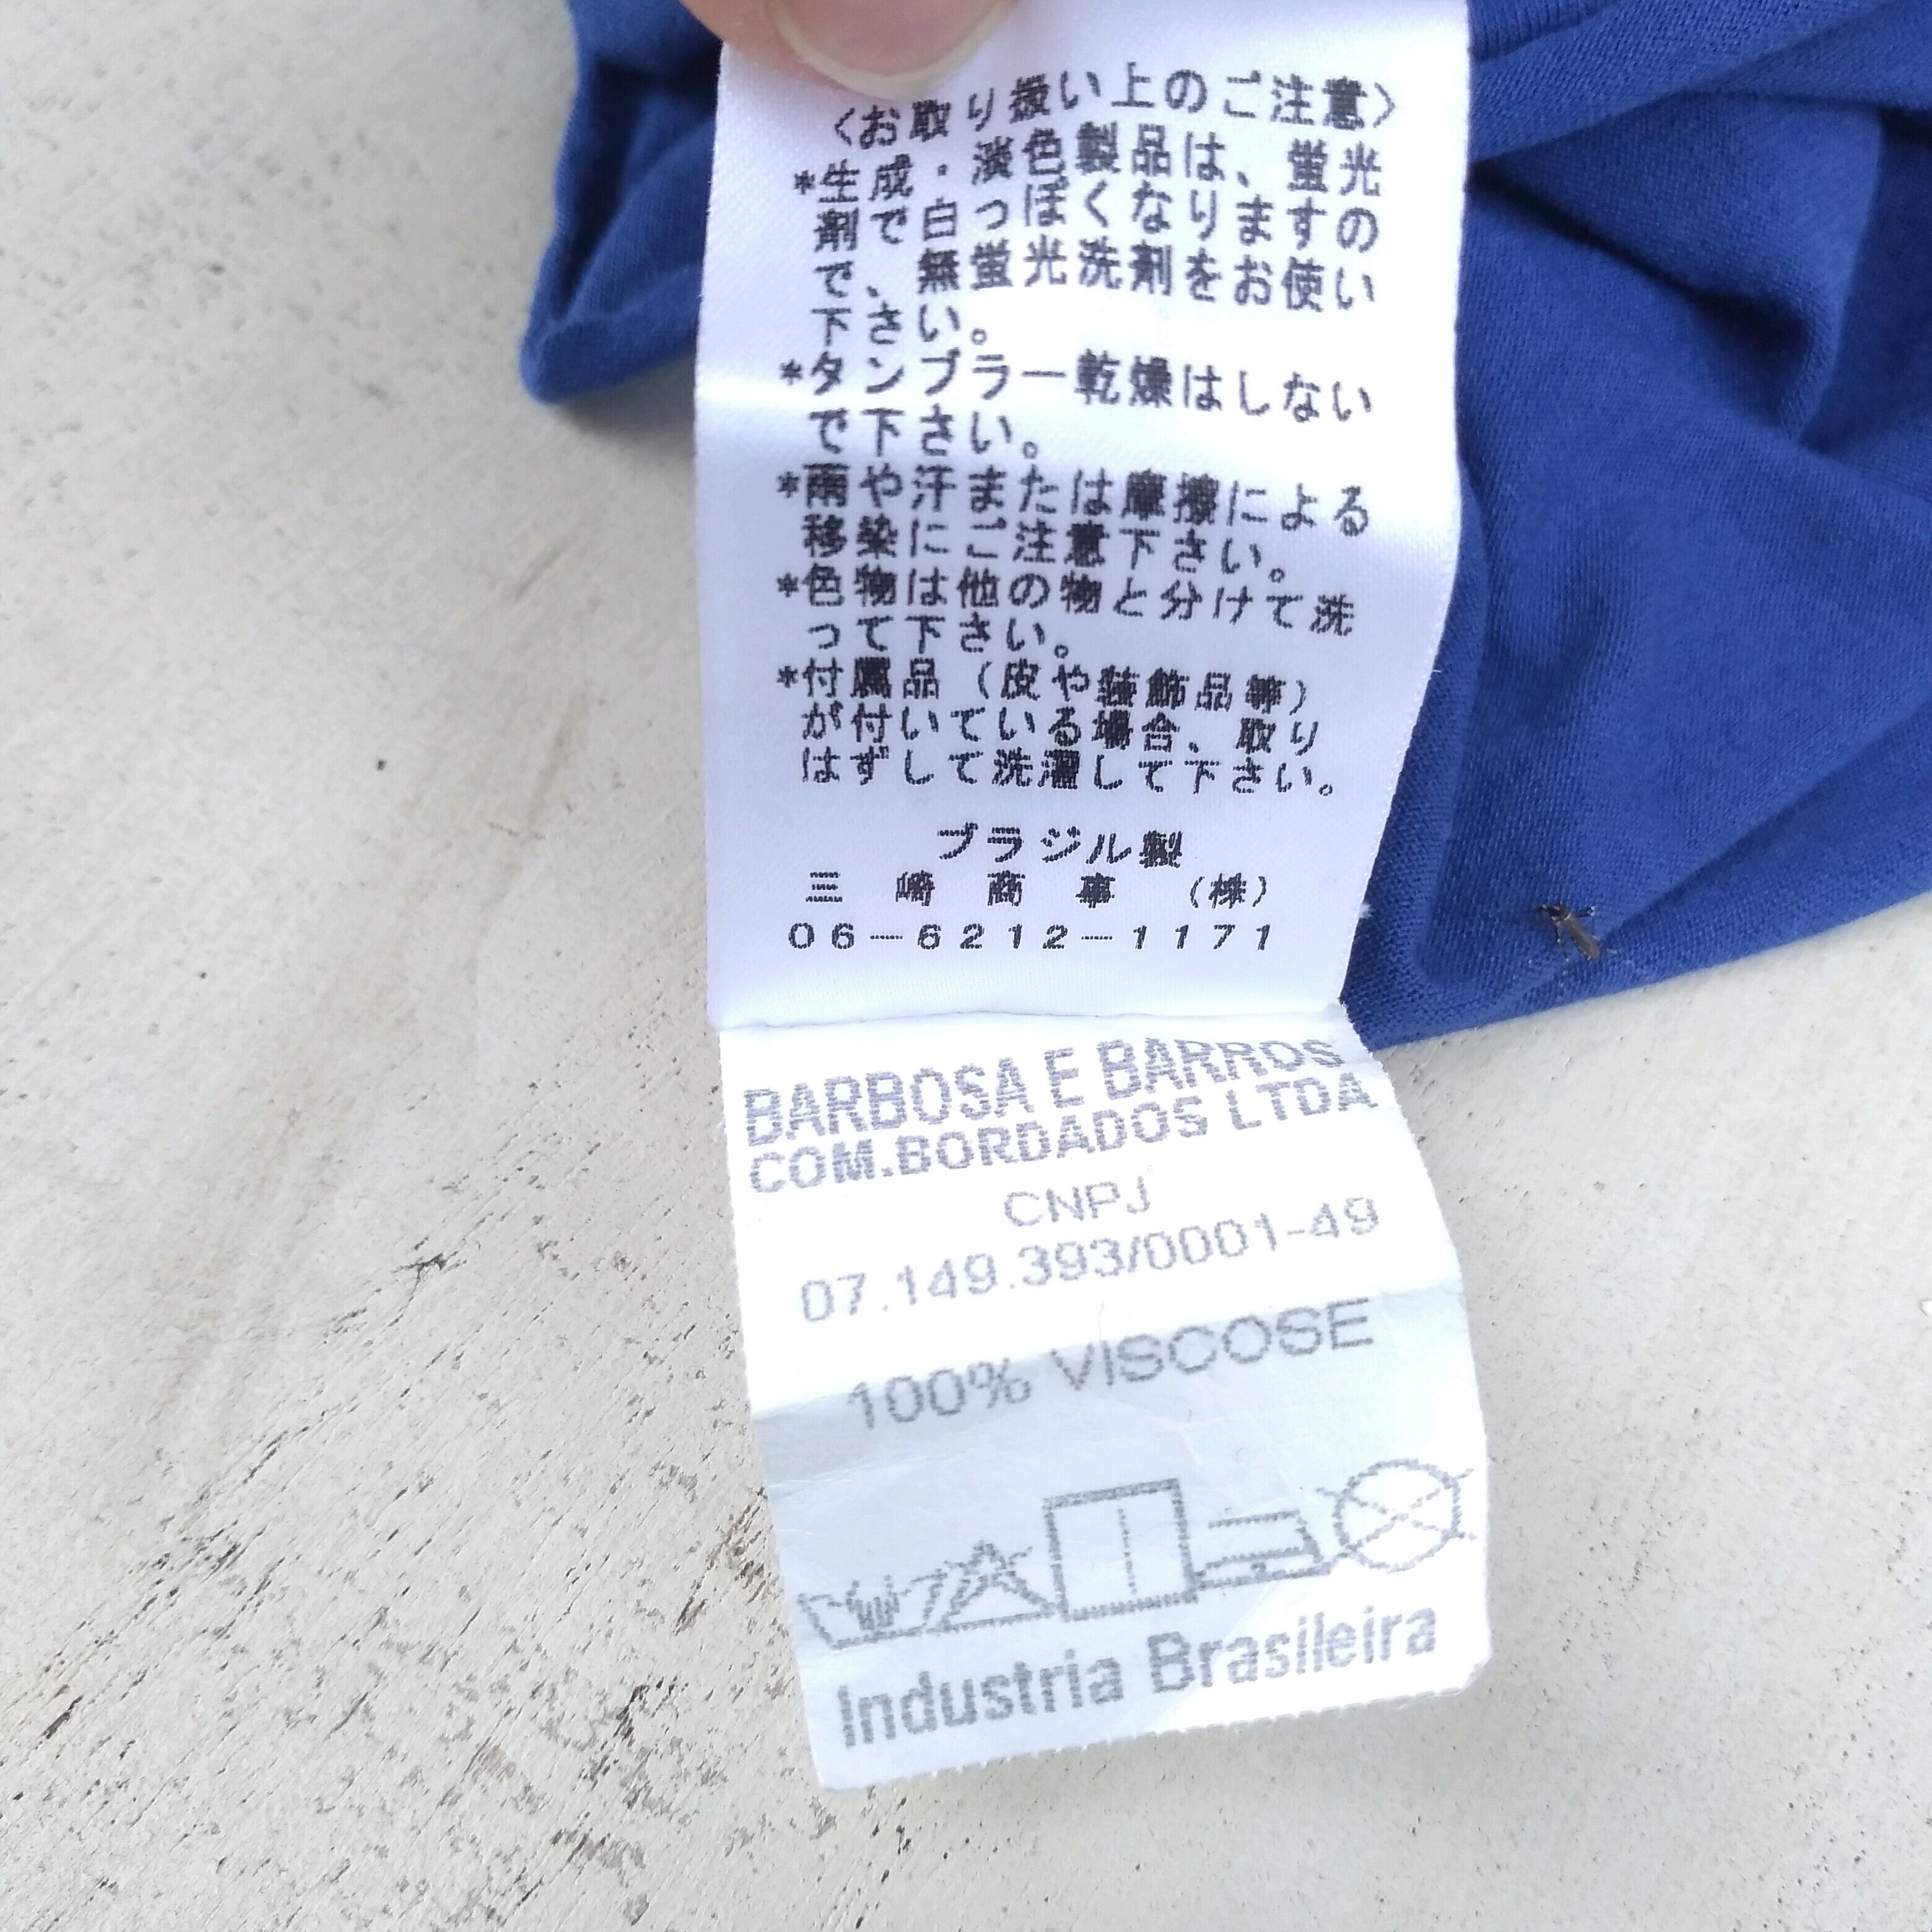 〈お取り扱い上のご注意〉
*生成・淡色製品は、蛍光
剤で白っぽくなりますの
で、無蛍光洗剤をお使い
下さい。
*タンブラー乾燥はしない
で下さい。
*雨や汗または摩擦による
移染にご注意下さい。
*色物は他の物と分けて洗
って下さい。
*付属品（皮や装飾品等）
が付いている場合、取り
はずして洗濯して下さい。
ブラジル製
三崎商事（株）
06-6212-1171
BARBOSA E BARROS
COM.BORDADOS LTDA
CNPJ
07.149.393/0001-49
100% VISCOSE
Industria Brasileira